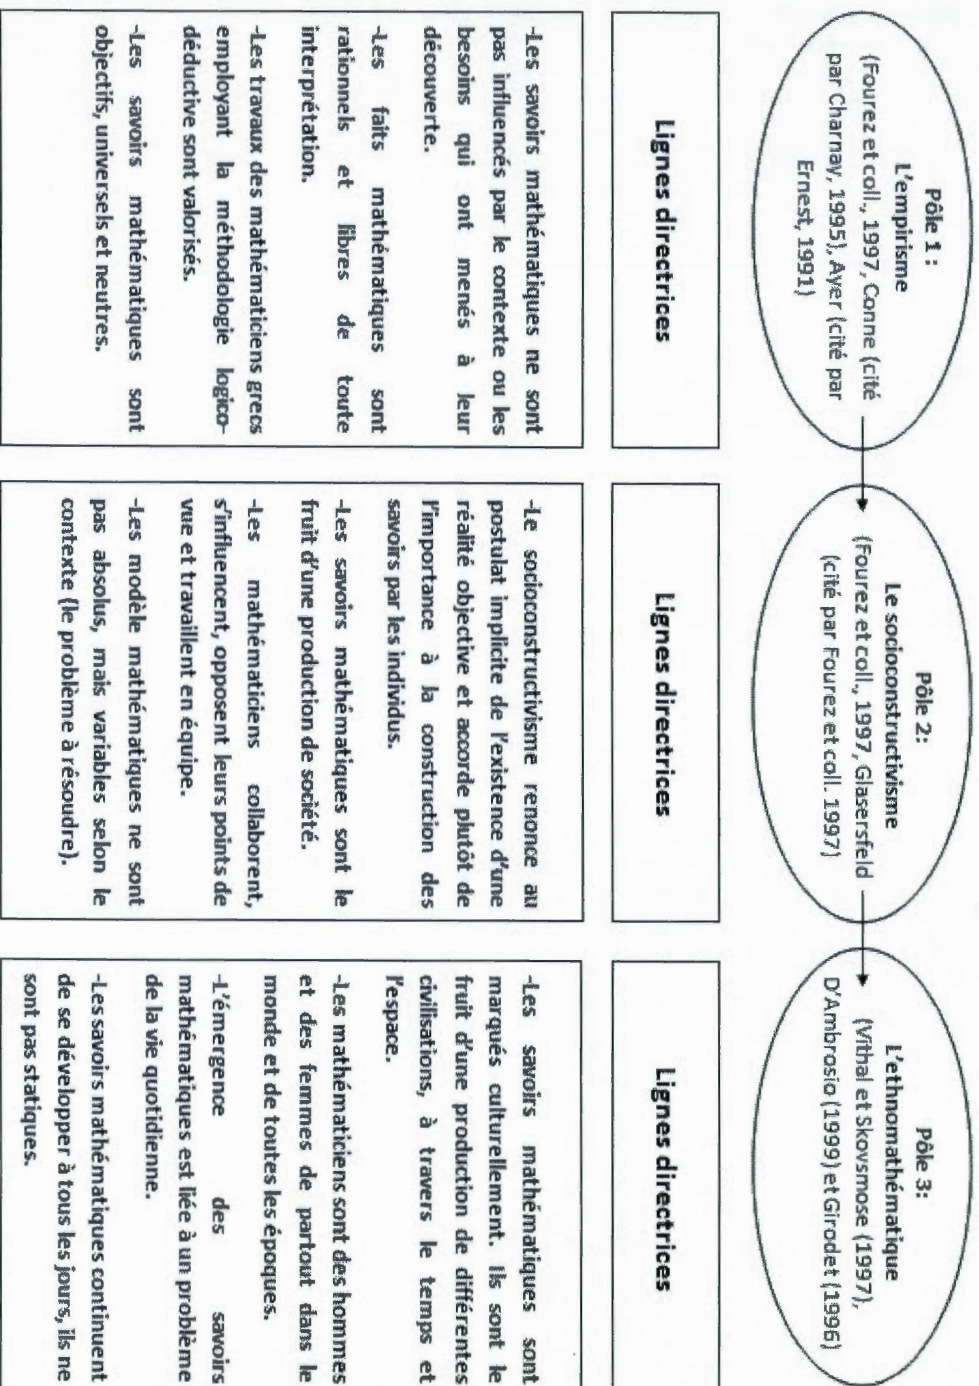 Pôle 1 :
L'empirisme
(Fourez et coll., 1997, Conne (cité
par Charnay, 1995), Ayer (cité par
Ernest, 1991)
Lignes directrices
-Les savoirs mathématiques ne sont
pas influencés par le contexte ou les
besoins qui ont menés à leur
découverte.
-Les faits mathématiques sont
rationnels et libres de toute
interprétation.
-Les travaux des mathématiciens grecs
employant la méthodologie logico-
déductive sont valorisés.
-Les savoirs mathématiques sont
objectifs, universels et neutres.
Pôle 2:
Le socioconstructivisme
(Fourez et coll., 1997, Glasersfeld
(cité par Fourez et coll. 1997)
Lignes directrices
-Le socioconstructivisme renonce au
postulat implicite de l'existence d'une
réalité objective et accorde plutôt de
l'importance à la construction des
savoirs par les individus.
-Les savoirs mathématiques sont le
fruit d'une production de société.
-Les mathématiciens collaborent,
s'influencent, opposent leurs points de
vue et travaillent en équipe.
-Les modèle mathématiques ne sont
pas absolus, mais variables selon le
contexte (le problème à résoudre).
Pôle 3:
L'ethnomathématique
(Vithal et Skovsmose (1997),
D'Ambrosio (1999) et Girodet (1996)
Lignes directrices
-Les savoirs mathématiques sont
marqués culturellement. Ils sont le
fruit d'une production de différentes
civilisations, à travers le temps et
l'espace.
-Les mathématiciens sont des hommes
et des femmes de partout dans le
monde et de toutes les époques.
-L'émergence des savoirs
mathématiques est liée à un problème
de la vie quotidienne.
-Les savoirs mathématiques continuent
de se développer à tous les jours, ils ne
sont pas statiques.